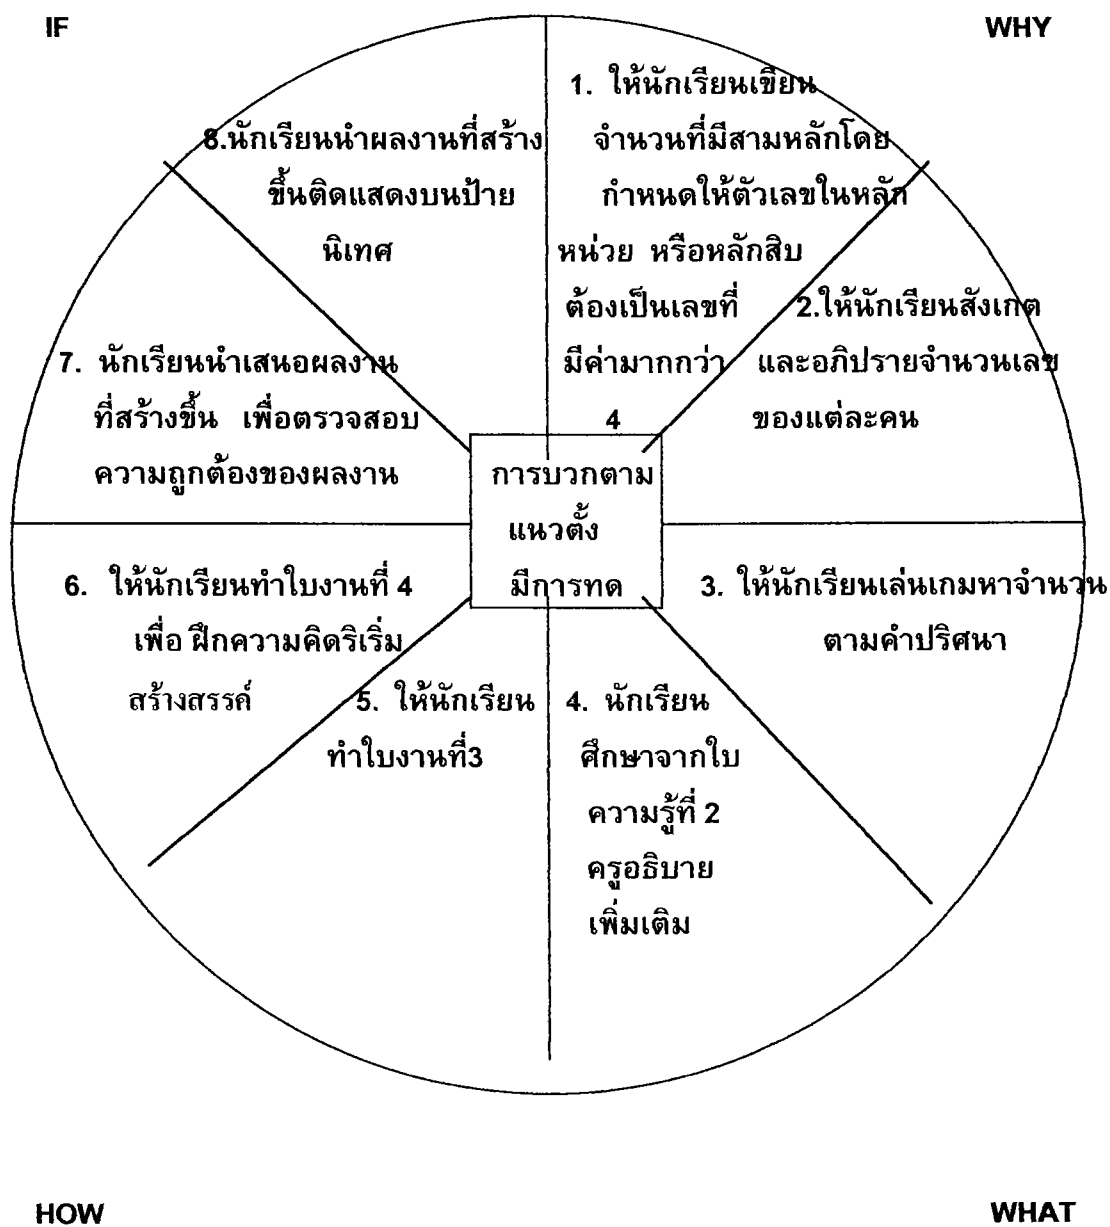 IF
WHY
1. ให้นักเรียนเขียน
จำนวนที่มีสามหลักโดย
กำหนดให้ตัวเลขในหลัก
หน่วย หรือหลักสิบ
ต้องเป็นเลขที่
มีค่ามากกว่า
4
2.ให้นักเรียนสังเกต
และอภิปรายจำนวนเลข
ของแต่ละคน
3. ให้นักเรียนเล่นเกมหาจำนวน
ตามคำปริศนา
4. นักเรียน
ศึกษาจากใบ
ความรู้ที่ 2
ครูอธิบาย
เพิ่มเติม
5. ให้นักเรียน
ทำใบงานที่3
6. ให้นักเรียนทำใบงานที่ 4
เพื่อ ฝึกความคิดริเริ่ม
สร้างสรรค์
7. นักเรียนนำเสนอผลงาน
ที่สร้างขึ้น เพื่อตรวจสอบ
ความถูกต้องของผลงาน
8.นักเรียนนำผลงานที่สร้าง
ขึ้นติดแสดงบนป้าย
นิเทศ
การบวกตาม
แนวตั้ง
มีการทด
HOW
WHAT